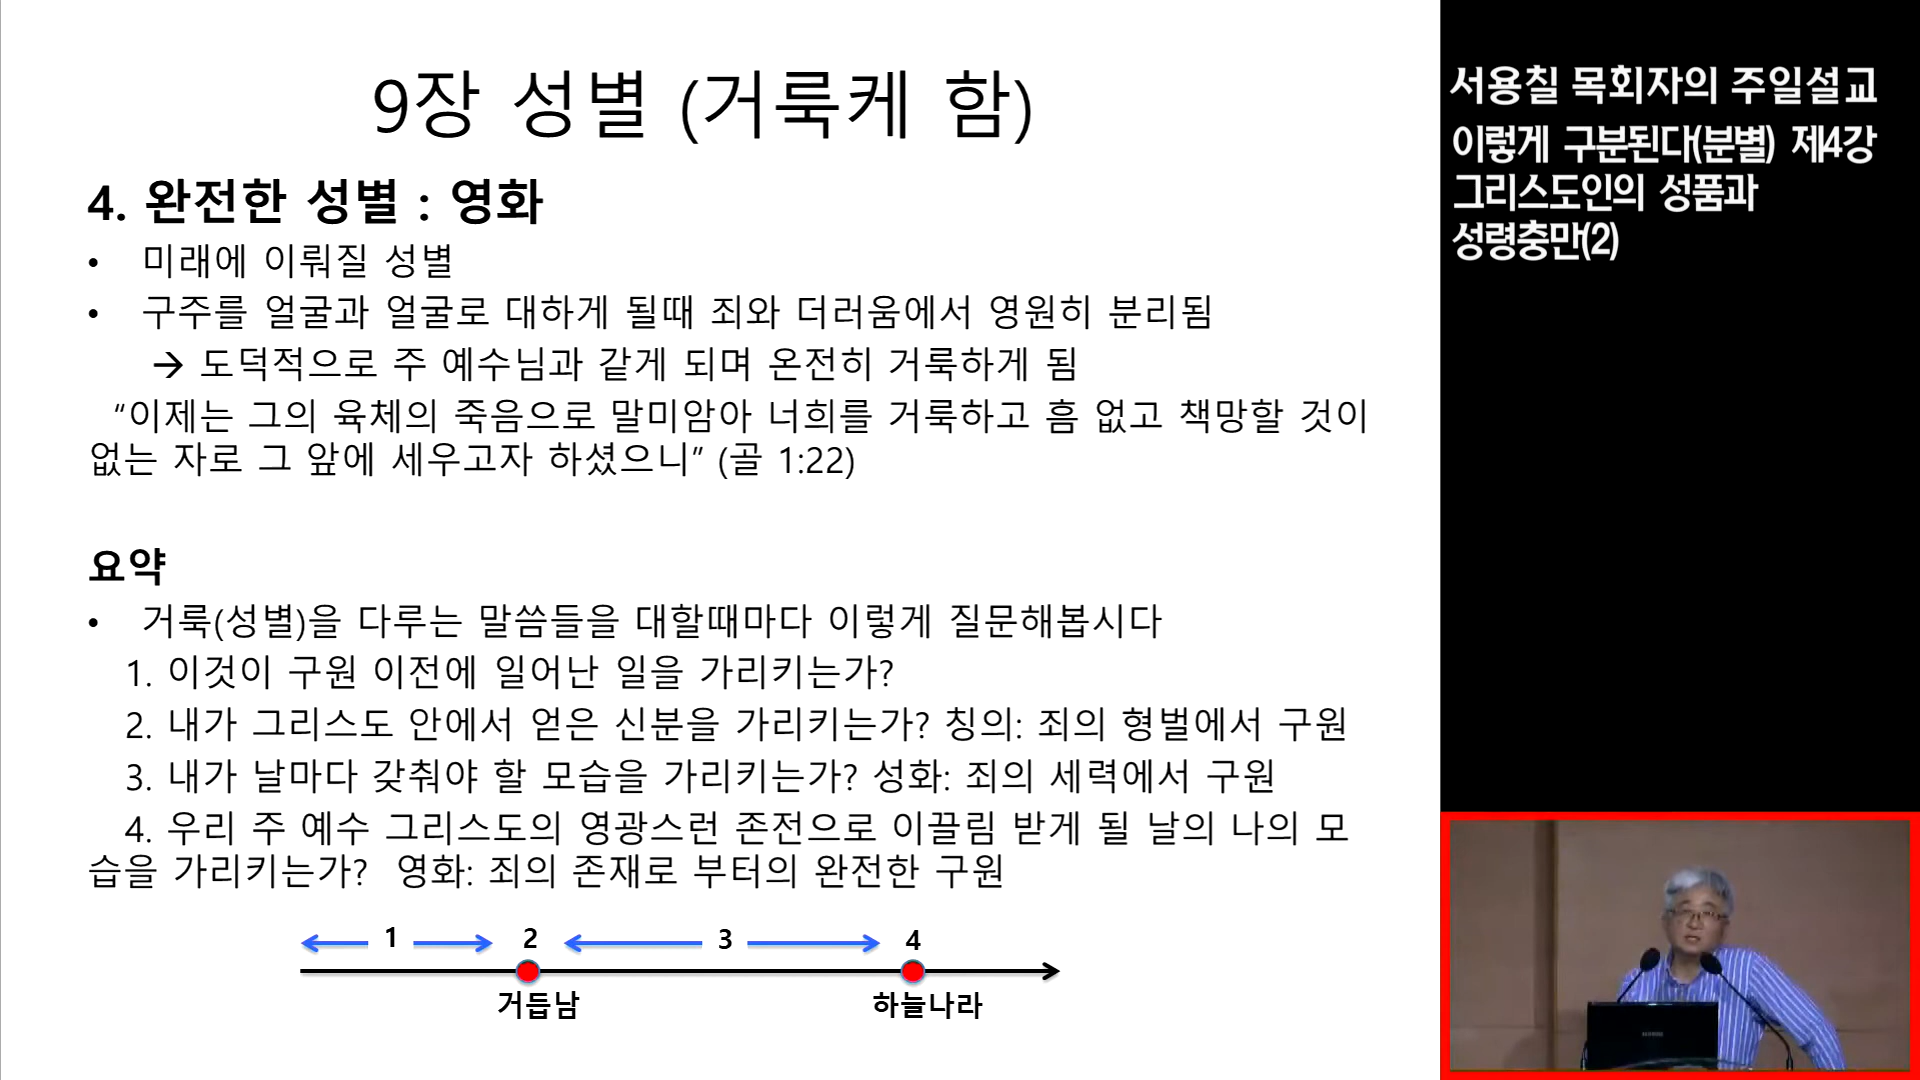 9장 성별 (거룩케 함)
4. 완전한 성별 : 영화
• 미래에 이뤄질 성별
• 구주를 얼굴과 얼굴로 대하게 될때 죄와 더러움에서 영원히 분리됨
→ 도덕적으로 주 예수님과 같게 되며 온전히 거룩하게 됨
“이제는 그의 육체의 죽음으로 말미암아 너희를 거룩하고 흠 없고 책망할 것이
없는 자로 그 앞에 세우고자 하셨으니” (골 1:22)
요약
• 거룩(성별)을 다루는 말씀들을 대할때마다 이렇게 질문해봅시다
1. 이것이 구원 이전에 일어난 일을 가리키는가?
2. 내가 그리스도 안에서 얻은 신분을 가리키는가? 칭의: 죄의 형벌에서 구원
3. 내가 날마다 갖춰야 할 모습을 가리키는가? 성화: 죄의 세력에서 구원
4. 우리 주 예수 그리스도의 영광스런 존전으로 이끌림 받게 될 날의 나의 모
습을 가리키는가? 영화: 죄의 존재로 부터의 완전한 구원
1 2 3 4
거듭남 하늘나라
서용칠 목회자의 주일설교
이렇게 구분된다(분별) 제4강
그리스도인의 성품과
성령충만(2)
SAMSUNG